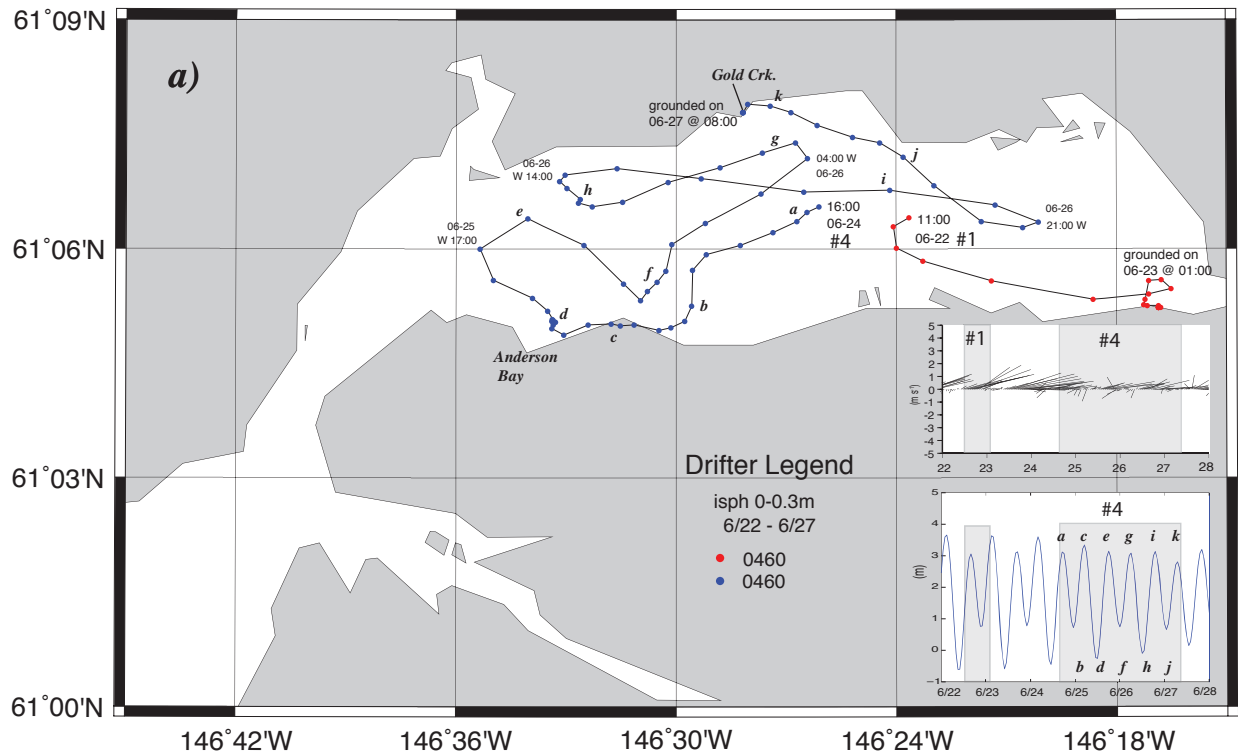 61°09'N
a)
Gold Crk.
k
grounded on
06-27 @ 08:00
g
j
04:00 W
06-26
06-26
W 14:00
h
i
e
a
16:00
06-24
#4
06-26
21:00 W
11:00
06-22
#1
06-25
W 17:00
61°06'N
grounded on
06-23 @ 01:00
f
b
d
c
Anderson
Bay
#1
#4
5
4
3
2
1
0
-1
-2
-3
-4
-5
(m s¹)
22
23
24
25
26
27
28
61°03'N
Drifter Legend
isph 0-0.3m
6/22 - 6/27
0460
0460
#4
5
4
3
2
1
0
−1
(m)
a c e g i k
b d f h j
6/22
6/23
6/24
6/25
6/26
6/27
6/28
61°00'N
146°42'W
146°36'W
146°30'W
146°24'W
146°18'W